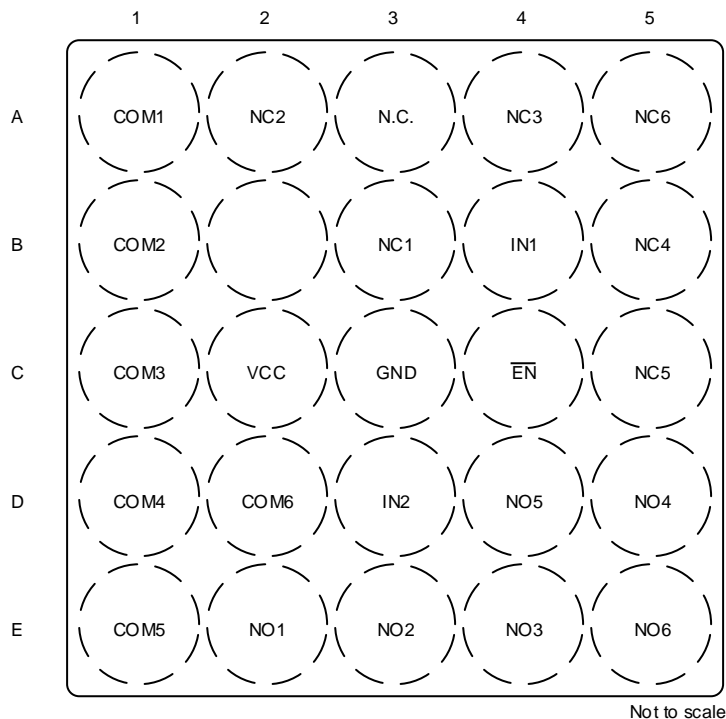 1 2 3 4 5
A COM1 NC2 N.C. NC3 NC6
B COM2 NC1 IN1 NC4
C COM3 VCC GND E̅N̅ NC5
D COM4 COM6 IN2 NO5 NO4
E COM5 NO1 NO2 NO3 NO6
Not to scale